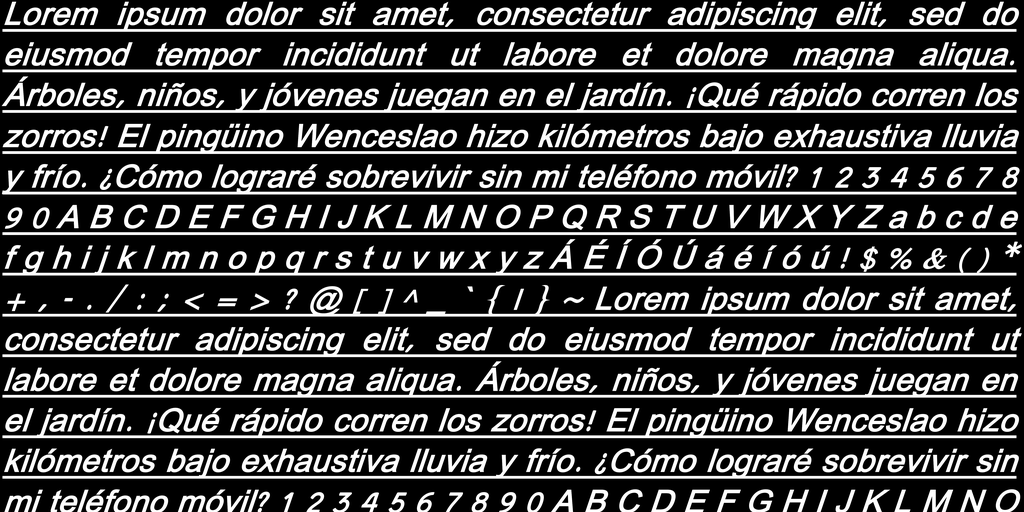 Lorem ipsum dolor sit amet, consectetur adipiscing elit, sed do
eiusmod tempor incididunt ut labore et dolore magna aliqua.
Árboles, niños, y jóvenes juegan en el jardín. ¡Qué rápido corren los
zorros! El pingüino Wenceslao hizo kilómetros bajo exhaustiva lluvia
y frío. ¿Cómo lograré sobrevivir sin mi teléfono móvil? 1 2 3 4 5 6 7 8
9 0 A B C D E F G H I J K L M N O P Q R S T U V W X Y Z a b c d e
f g h i j k l m n o p q r s t u v w x y z Á É Í Ó Ú á é í ó ú ! $ % & ( ) *
+ , - . / : ; < = > ? @ [ ] ^ _ ` { | } ~ Lorem ipsum dolor sit amet,
consectetur adipiscing elit, sed do eiusmod tempor incididunt ut
labore et dolore magna aliqua. Árboles, niños, y jóvenes juegan en
el jardín. ¡Qué rápido corren los zorros! El pingüino Wenceslao hizo
kilómetros bajo exhaustiva lluvia y frío. ¿Cómo lograré sobrevivir sin
mi teléfono móvil? 1 2 3 4 5 6 7 8 9 0 A B C D E F G H I J K L M N O